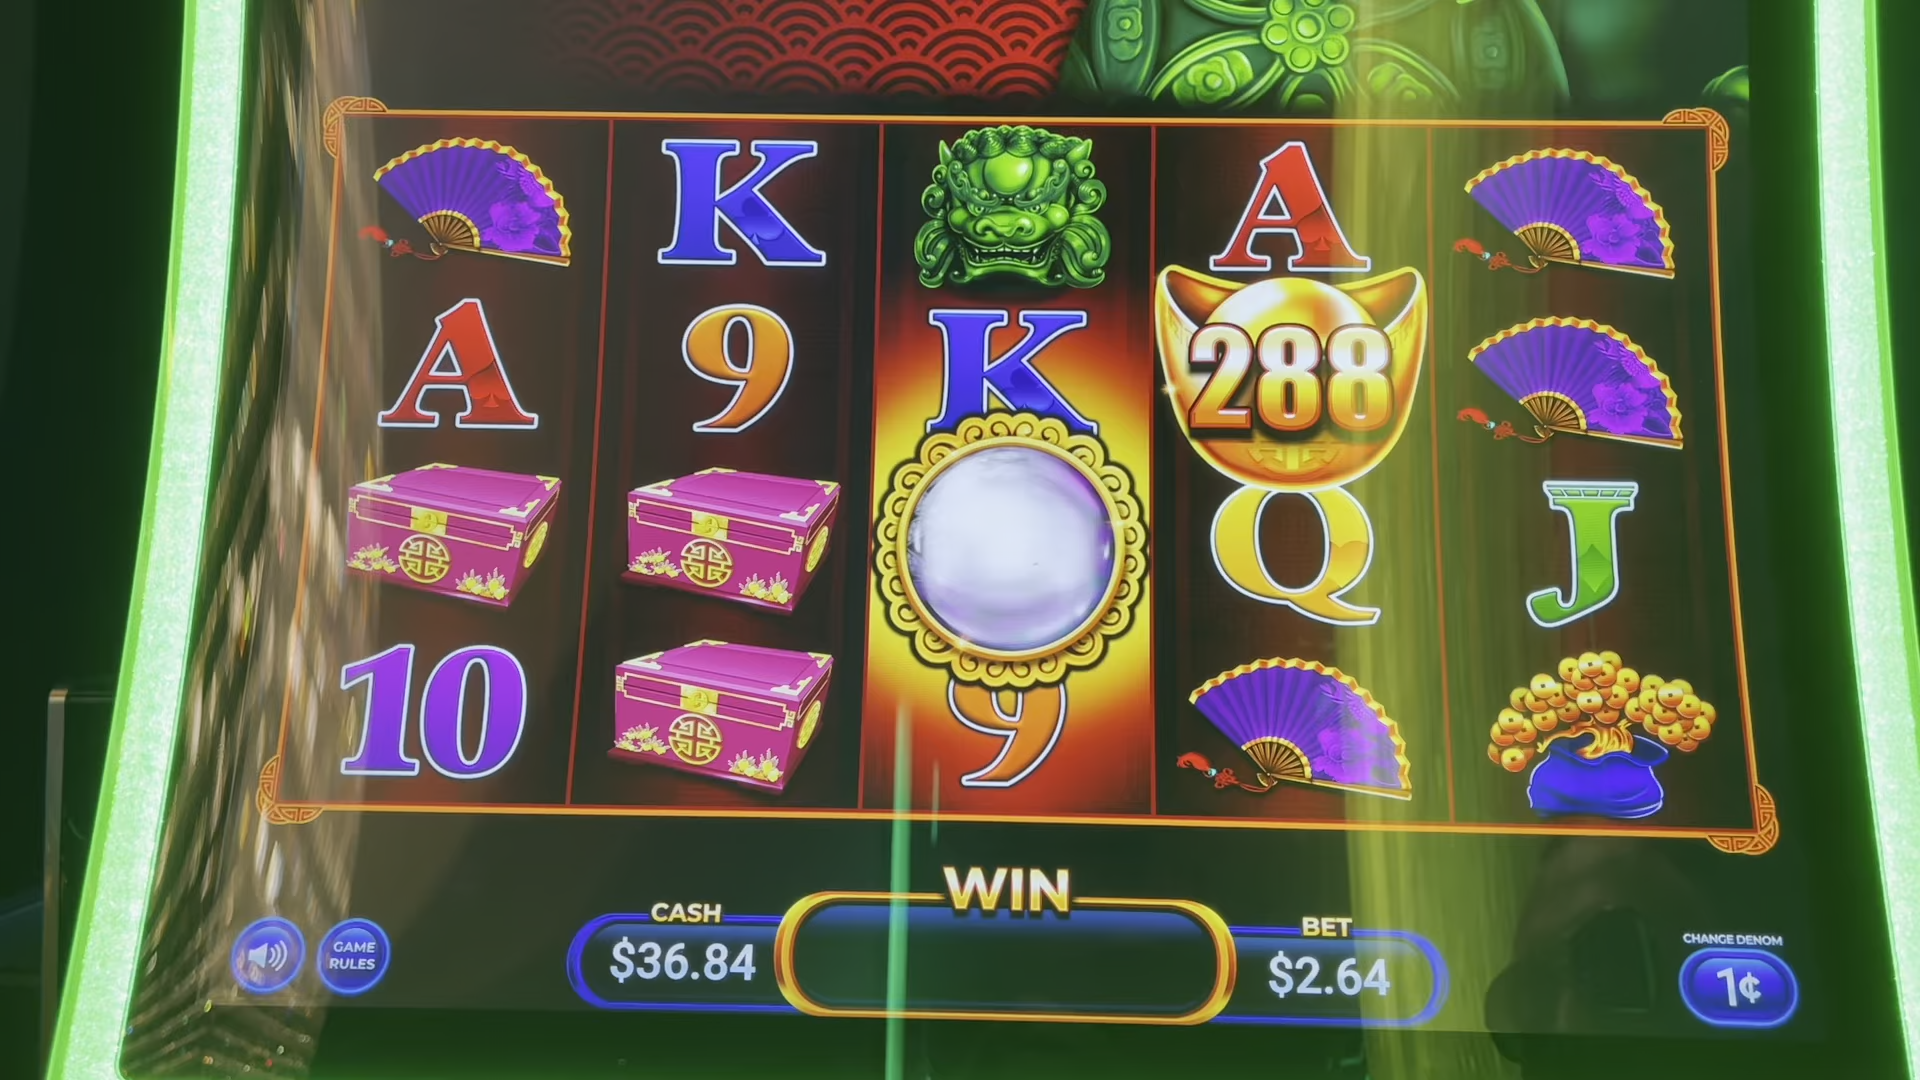 K A
A 9 K 288
Q J
10 9
WIN
CASH
$36.84
BET
$2.64
GAME
RULES
CHANGE DENOM
1¢